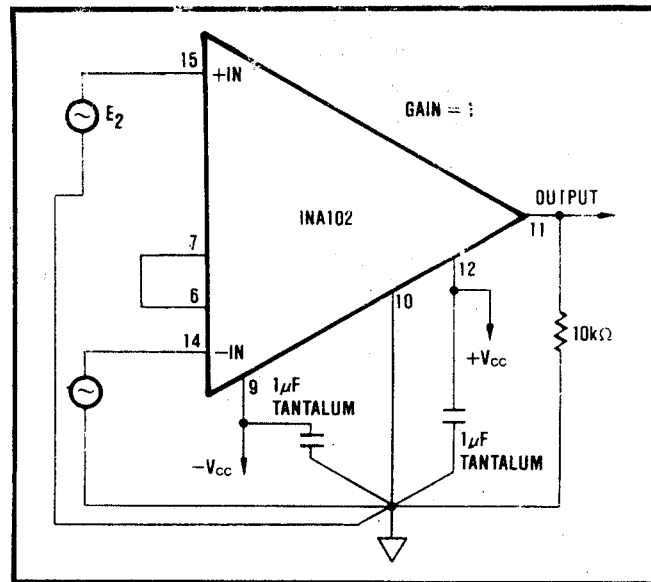 15
+IN
E2
GAIN = 1
INA102
OUTPUT
11
7
6
12
10
14
-IN
+VCC
10kΩ
9
1μF
TANTALUM
1μF
TANTALUM
-VCC